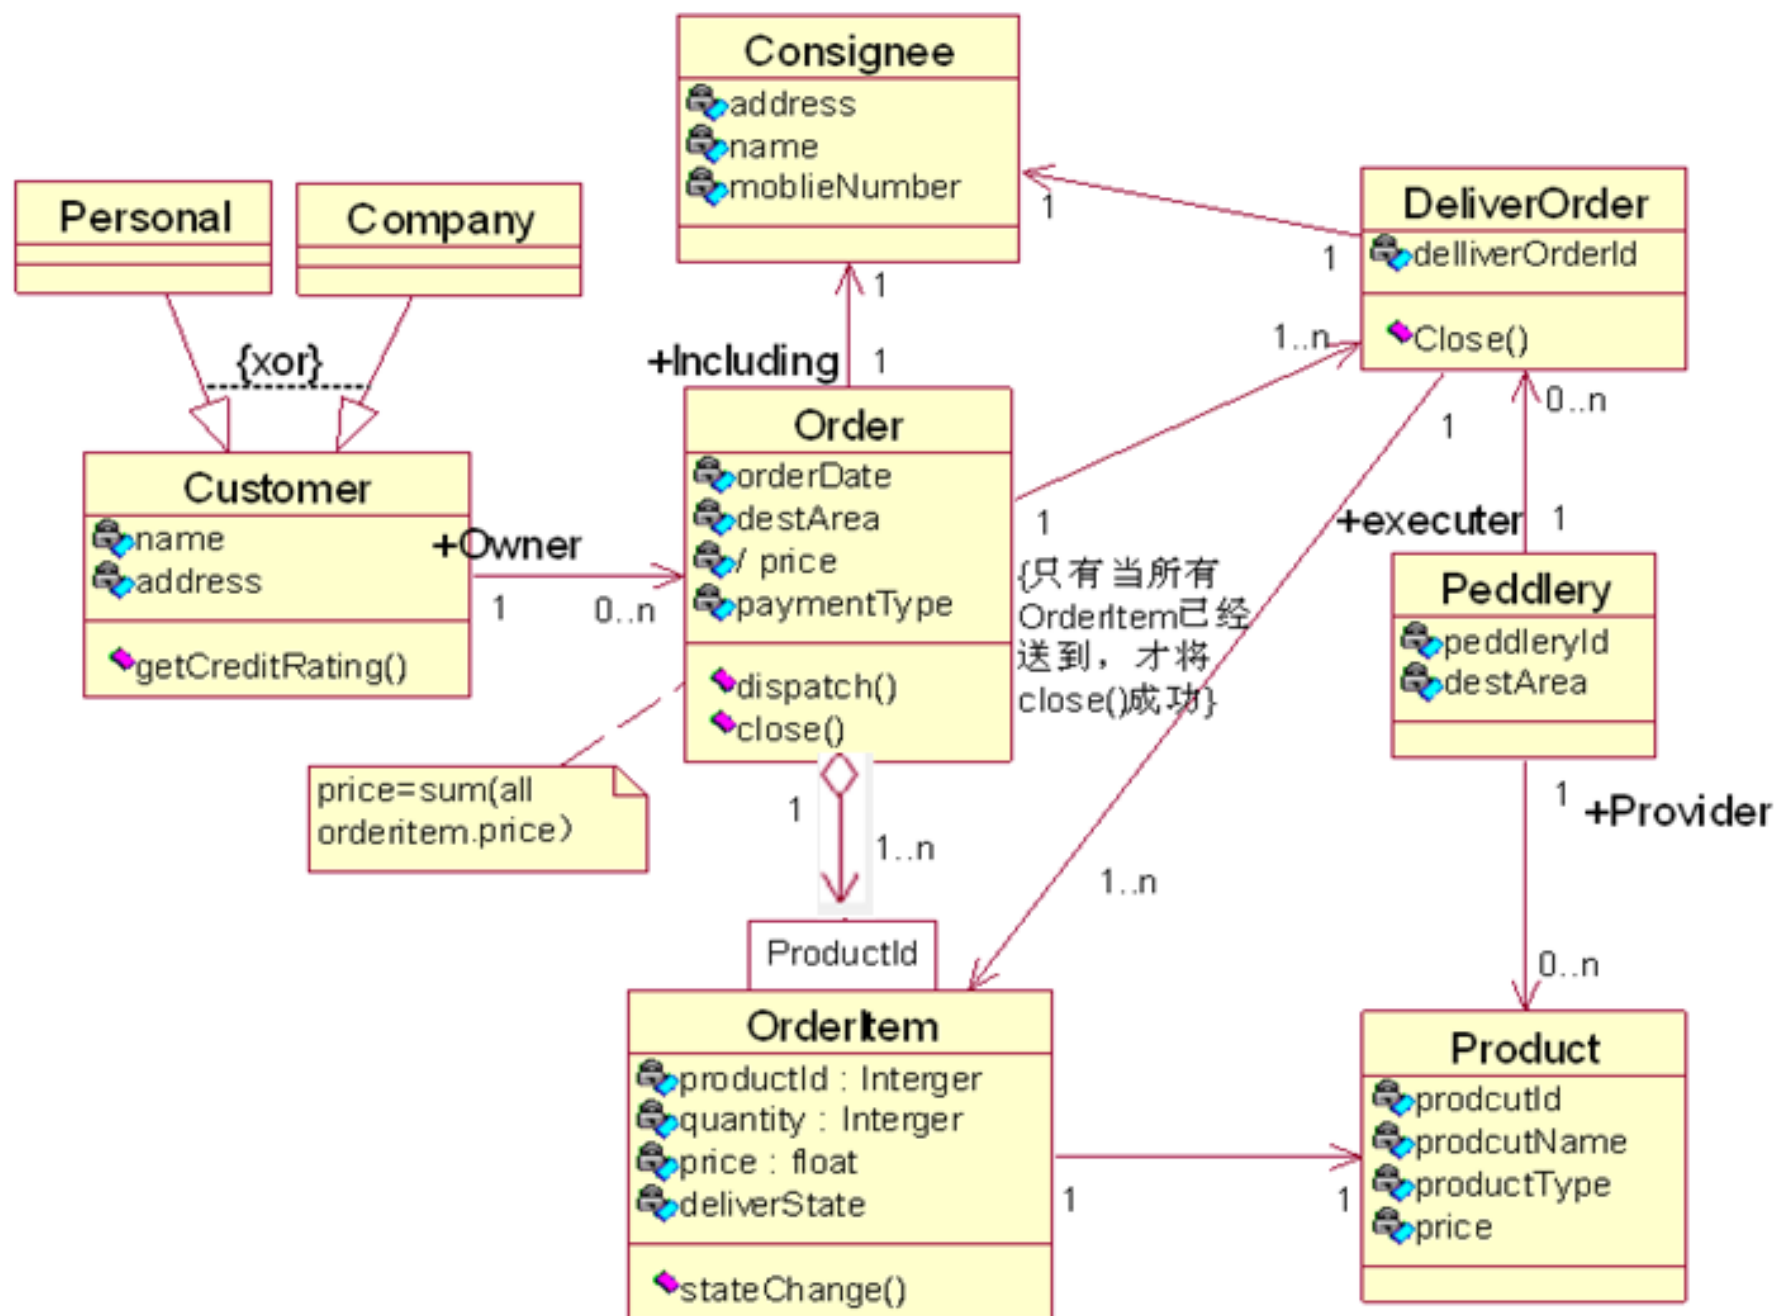 Consignee
address
name
moblieNumber
Personal
Company
{xor}
DeliverOrder
delliverOrderId
Close()
1
1
1
+Including
1
1..n
0..n
1
Customer
name
address
getCreditRating()
+Owner
1
0..n
Order
orderDate
destArea
/ price
paymentType
dispatch()
close()
1
{只有当所有
OrderItem已经
送到，才将
close()成功}
+executer
1
Peddlery
peddleryId
destArea
price=sum(all
orderitem.price)
1
1..n
1..n
1
+Provider
0..n
ProductId
OrderItem
productId : Interger
quantity : Interger
price : float
deliverState
stateChange()
1
1
Product
prodcutId
prodcutName
productType
price